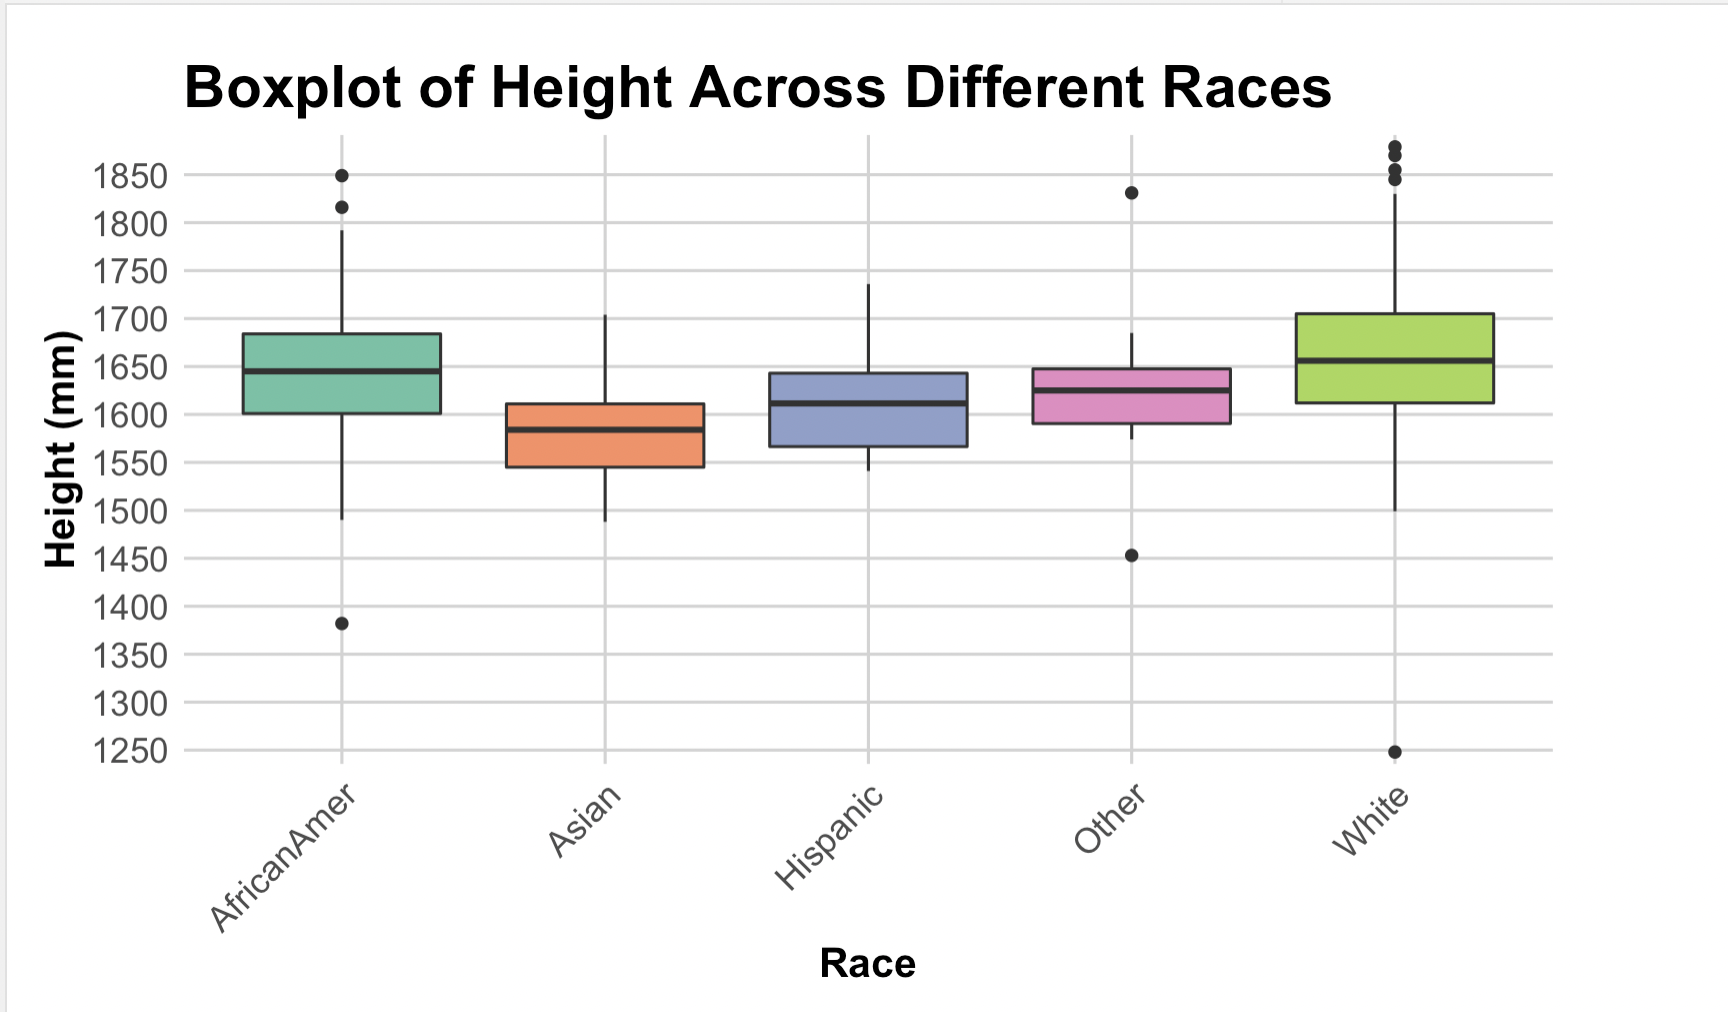 Boxplot of Height Across Different Races
Height (mm)
1850
1800
1750
1700
1650
1600
1550
1500
1450
1400
1350
1300
1250
AfricanAmer
Asian
Hispanic
Other
White
Race